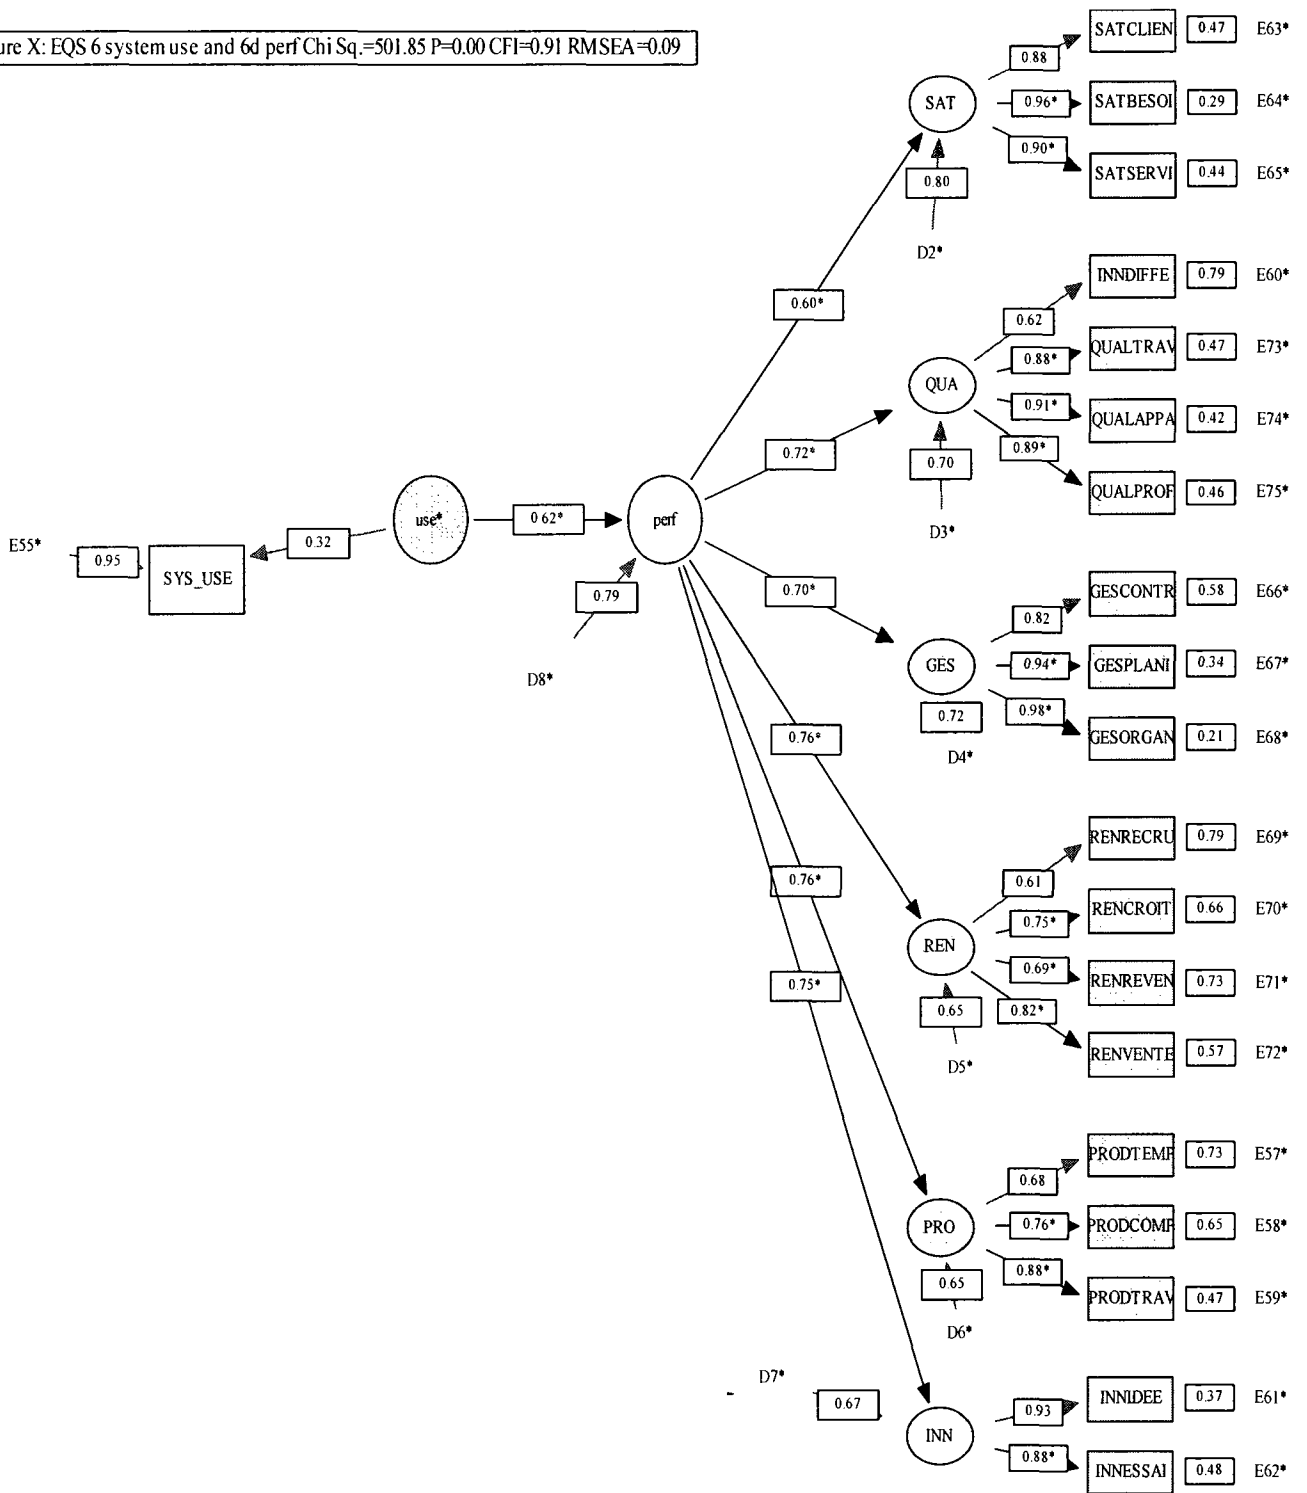 ure X: EQS 6 system use and 6d perf Chi Sq.=501.85 P=0.00 CFI=0.91 RMSEA=0.09
SATCLIEN 0.47 E63*
0.88
SAT 0.96* SATBESOI 0.29 E64*
0.90*
0.80 SATSERVI 0.44 E65*
D2*
INNDIFFE 0.79 E60*
0.60*
0.62
QUALTRAV 0.47 E73*
0.88*
QUA
0.91* QUALAPPA 0.42 E74*
0.72* 0.70 0.89*
QUALPROF 0.46 E75*
use* 0.62* perf
D3*
E55* 0.95 SYS_USE 0.32
0.79 0.70* GESCONTR 0.58 E66*
0.82
GES 0.94* GESPLANI 0.34 E67*
D8*
0.72 0.98*
0.76* D4* GESORGAN 0.21 E68*
RENRECRU 0.79 E69*
0.76* 0.61
RENCROIT 0.66 E70*
0.75*
REN
0.69* RENREVEN 0.73 E71*
0.75* 0.65 0.82*
RENVENTE 0.57 E72*
D5*
PRODTEMP 0.73 E57*
0.68
PRO 0.76* PRODCOMP 0.65 E58*
0.88*
0.65 PRODTRAV 0.47 E59*
D6*
D7*
0.67 0.93 INNIDEE 0.37 E61*
INN
0.88* INNESSAI 0.48 E62*